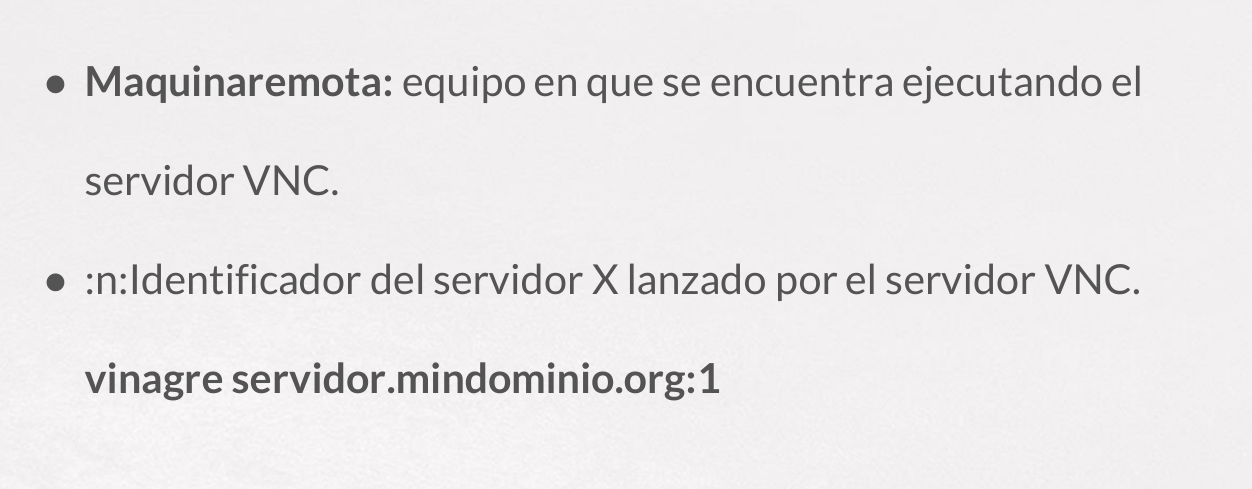 • Maquinaremota: equipo en que se encuentra ejecutando el
servidor VNC.
• :n:Identificador del servidor X lanzado por el servidor VNC.
vinagre servidor.mindominio.org:1